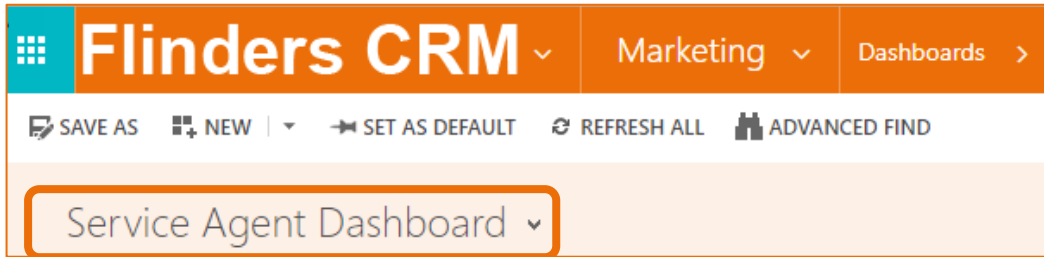 Flinders CRM Marketing Dashboards
SAVE AS NEW SET AS DEFAULT REFRESH ALL ADVANCED FIND
Service Agent Dashboard